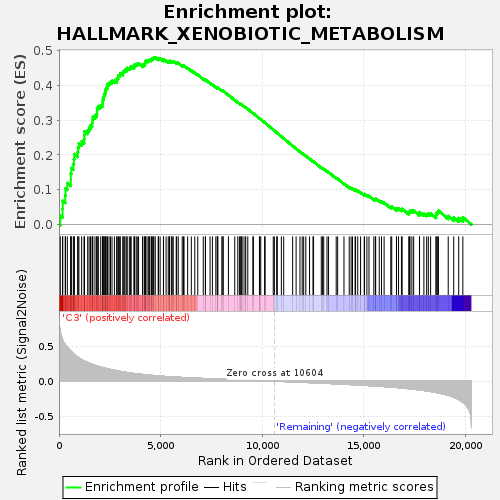 Enrichment plot:
HALLMARK_XENOBIOTIC_METABOLISM
Enrichment score (ES)
0.5
0.4
0.3
0.2
0.1
0.0
'C3' (positively correlated)
Ranked list metric (Signal2Noise)
0.5
0.0
-0.5
Zero cross at 10604
'Remaining' (negatively correlated)
0
5,000
10,000
15,000
20,000
Rank in Ordered Dataset
Enrichment profile
Hits
Ranking metric scores